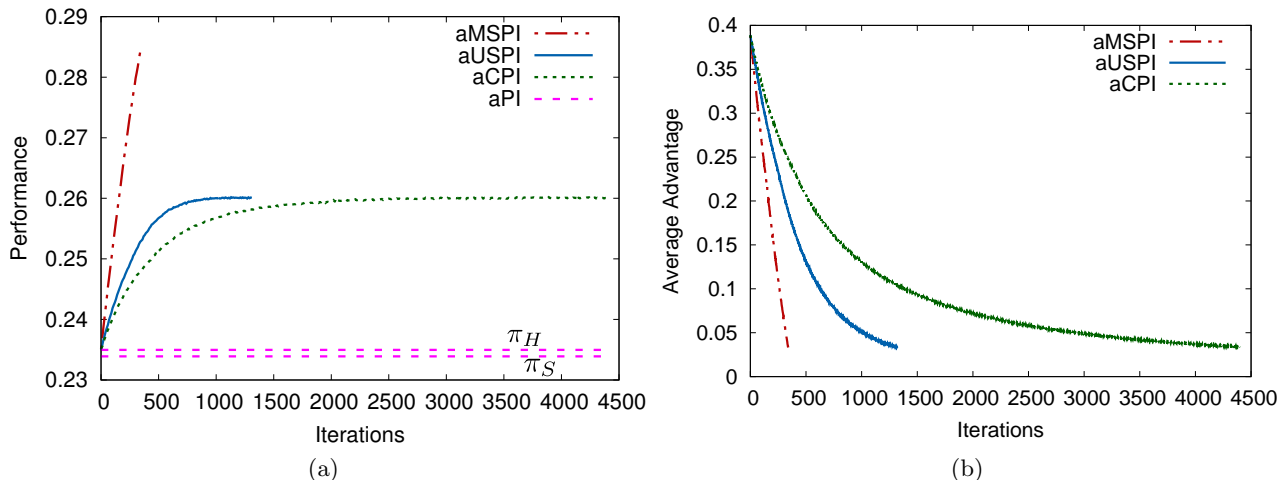 0.29
0.28
0.27
0.26
0.25
0.24
0.23
Performance
aMSPI
aUSPI
aCPI
aPI
π_H
π_S
0 500 1000 1500 2000 2500 3000 3500 4000 4500
Iterations
(a)
0.4
0.35
0.3
0.25
0.2
0.15
0.1
0.05
0
Average Advantage
aMSPI
aUSPI
aCPI
0 500 1000 1500 2000 2500 3000 3500 4000 4500
Iterations
(b)